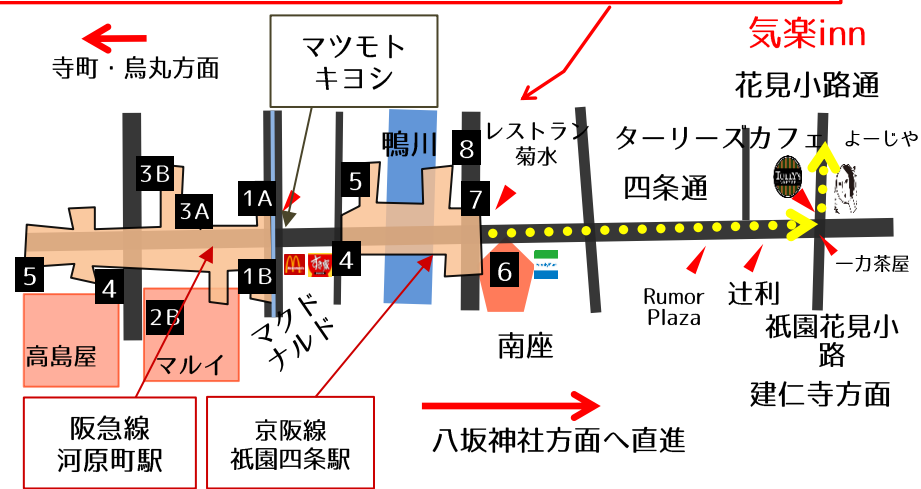 気楽inn
マツモト
キヨシ
寺町・烏丸方面
花見小路通
鴨川
レストラン
菊水
ターリーズカフェ
よーじや
8
3B
5
TULLY'S
四条通
1A
3A
7
5
4
1B
4
6
一力茶屋
2B
マクド
ナルド
Rumor
Plaza
辻利
祇園花見小
路
高島屋
マルイ
南座
建仁寺方面
阪急線
河原町駅
京阪線
祇園四条駅
八坂神社方面へ直進